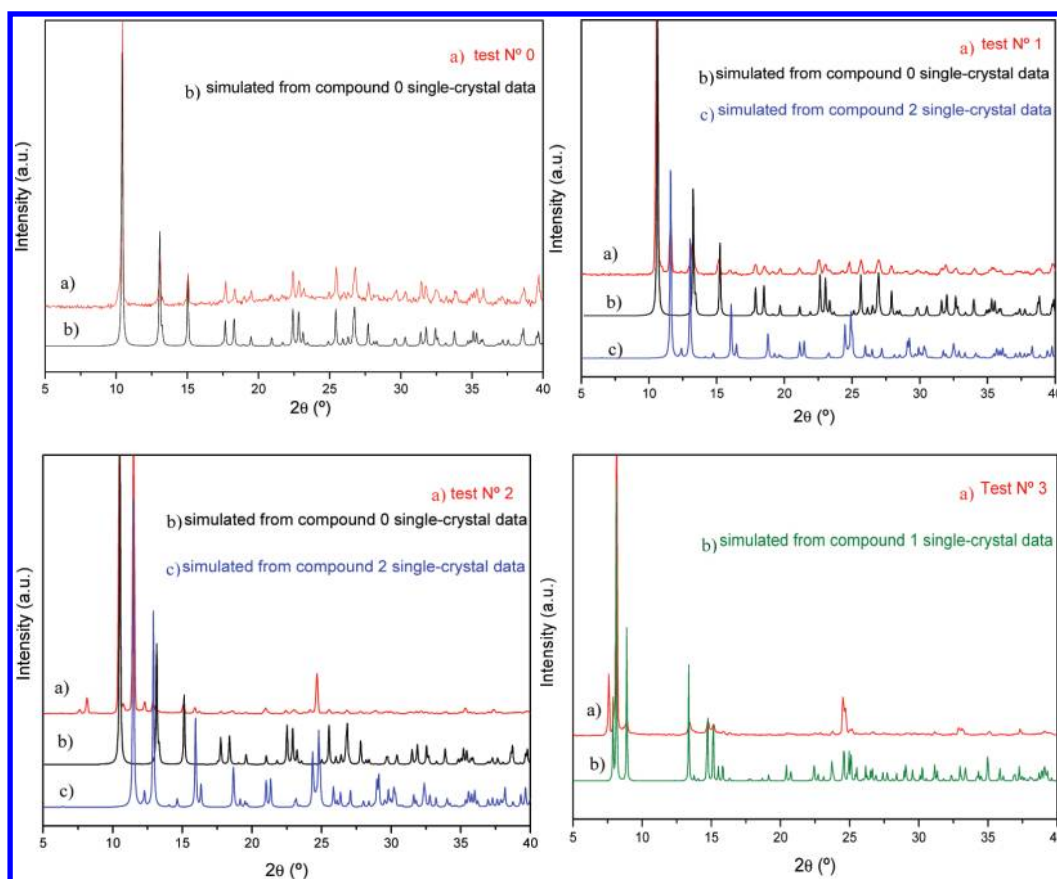 a) test Nº 0
b) simulated from compound 0 single-crystal data
Intensity (a.u.)
a)
b)
5 10 15 20 25 30 35 40
2θ (º)
a) test Nº 1
b) simulated from compound 0 single-crystal data
c) simulated from compound 2 single-crystal data
Intensity (a.u.)
a)
b)
c)
5 10 15 20 25 30 35 40
2θ (º)
a) test Nº 2
b) simulated from compound 0 single-crystal data
c) simulated from compound 2 single-crystal data
Intensity (a.u.)
a)
b)
c)
5 10 15 20 25 30 35 40
2θ (º)
a) Test Nº 3
b) simulated from compound 1 single-crystal data
Intensity (a.u.)
a)
b)
5 10 15 20 25 30 35 40
2θ (º)